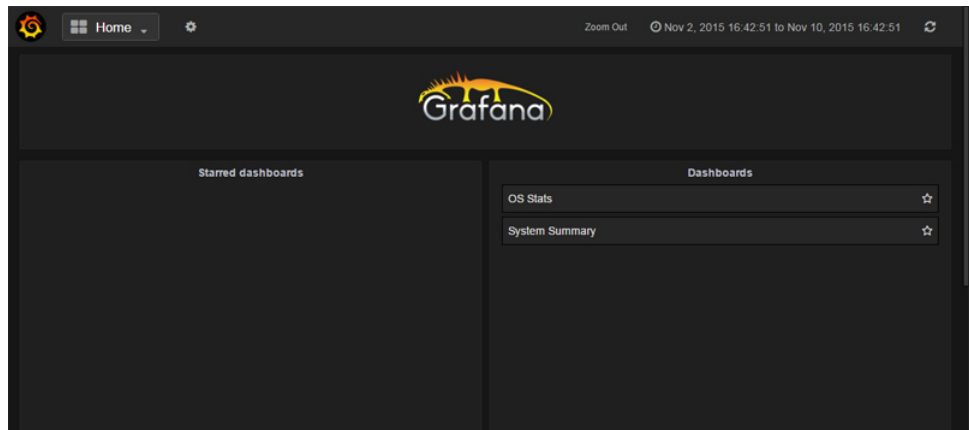 Home
Zoom Out
Nov 2, 2015 16:42:51 to Nov 10, 2015 16:42:51
Grafana
Starred dashboards
Dashboards
OS Stats
System Summary